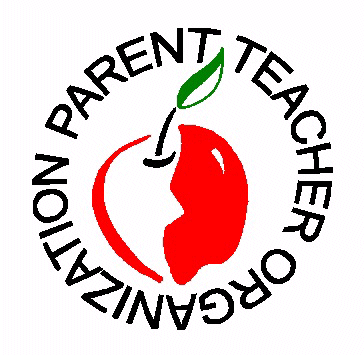 PARENT TEACHER ORGANIZATION